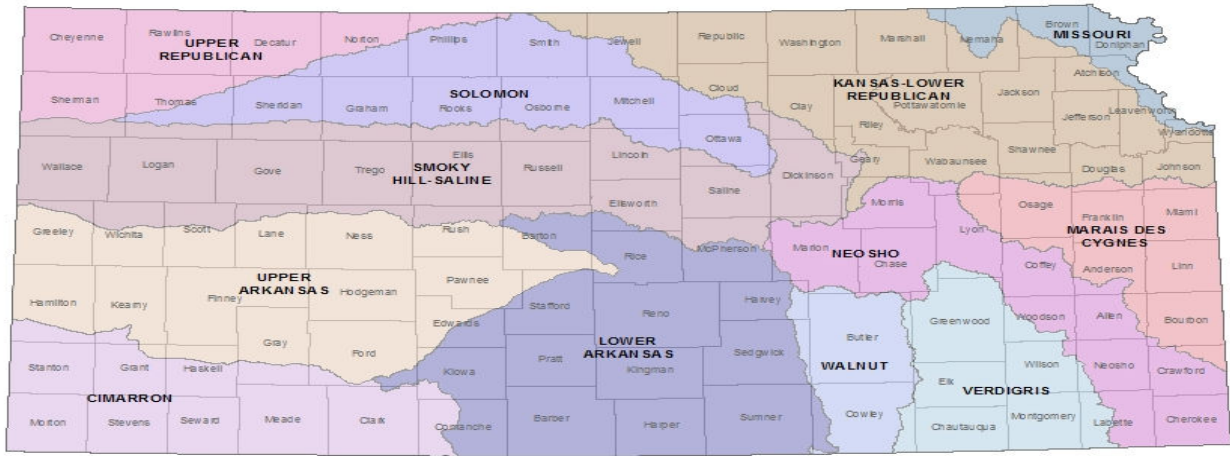 Cheyenne
Rawlins
Decatur
Norton
Phillips
Smith
Jewell
Republic
Washington
Marshall
Nemaha
Brown
Doniphan
UPPER
REPUBLICAN
MISSOURI
Sherman
Thomas
Sheridan
Graham
Rooks
Osborne
Mitchell
Cloud
Clay
Riley
Pottawatomie
Jackson
Atchison
Jefferson
Leavenworth
Wyandotte
SOLOMON
KANSAS-LOWER
REPUBLICAN
Ottawa
Wallace
Logan
Gove
Trego
Ellis
Russell
Lincoln
Saline
Dickinson
Geary
Wabaunsee
Shawnee
Douglas
Johnson
SMOKY
HILL-SALINE
Ellsworth
Morris
Lyon
Osage
Franklin
Miami
MARAIS DES
CYGNES
Greeley
Wichita
Scott
Lane
Ness
Rush
Barton
Rice
McPherson
Marion
Chase
NEOSHO
Coffey
Anderson
Linn
UPPER
ARKANSAS
Hamilton
Kearny
Finney
Hodgeman
Pawnee
Stafford
Reno
Harvey
Edwards
Gray
Ford
Butler
Greenwood
Woodson
Allen
Bourbon
LOWER
ARKANSAS
Stanton
Grant
Haskell
Kiowa
Pratt
Kingman
Sedgwick
WALNUT
Elk
Wilson
Neosho
Crawford
CIMARRON
VERDIGRIS
Morton
Stevens
Seward
Meade
Clark
Comanche
Barber
Harper
Sumner
Cowley
Chautauqua
Montgomery
Labette
Cherokee